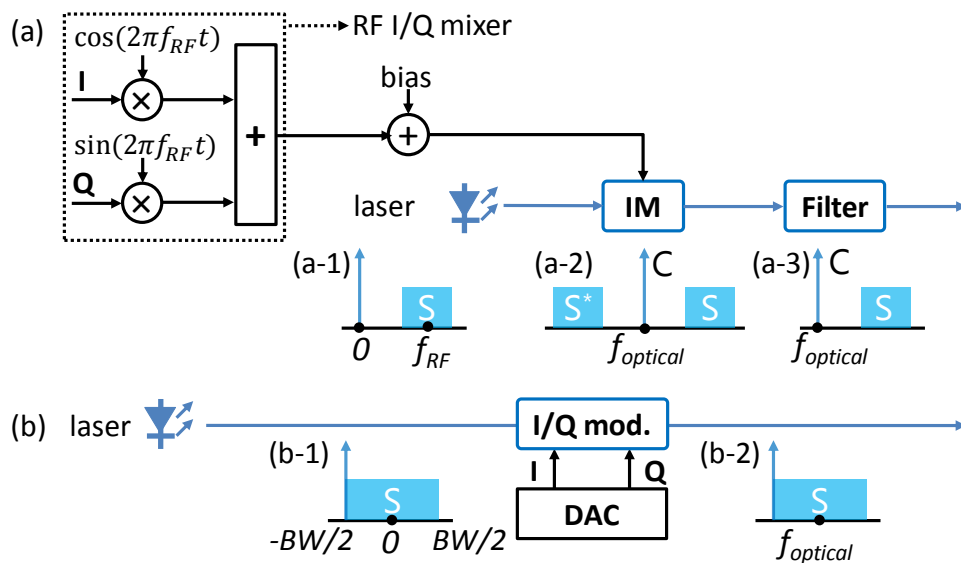 (a)
RF I/Q mixer
cos(2πf_RF t)
I
×
bias
+
+
sin(2πf_RF t)
Q
×
laser
IM
Filter
(a-1)
S
0
f_RF
(a-2)
C
S*
S
f_optical
(a-3)
C
S
f_optical
(b)
laser
I/Q mod.
(b-1)
S
-BW/2
0
BW/2
I
Q
DAC
(b-2)
S
f_optical